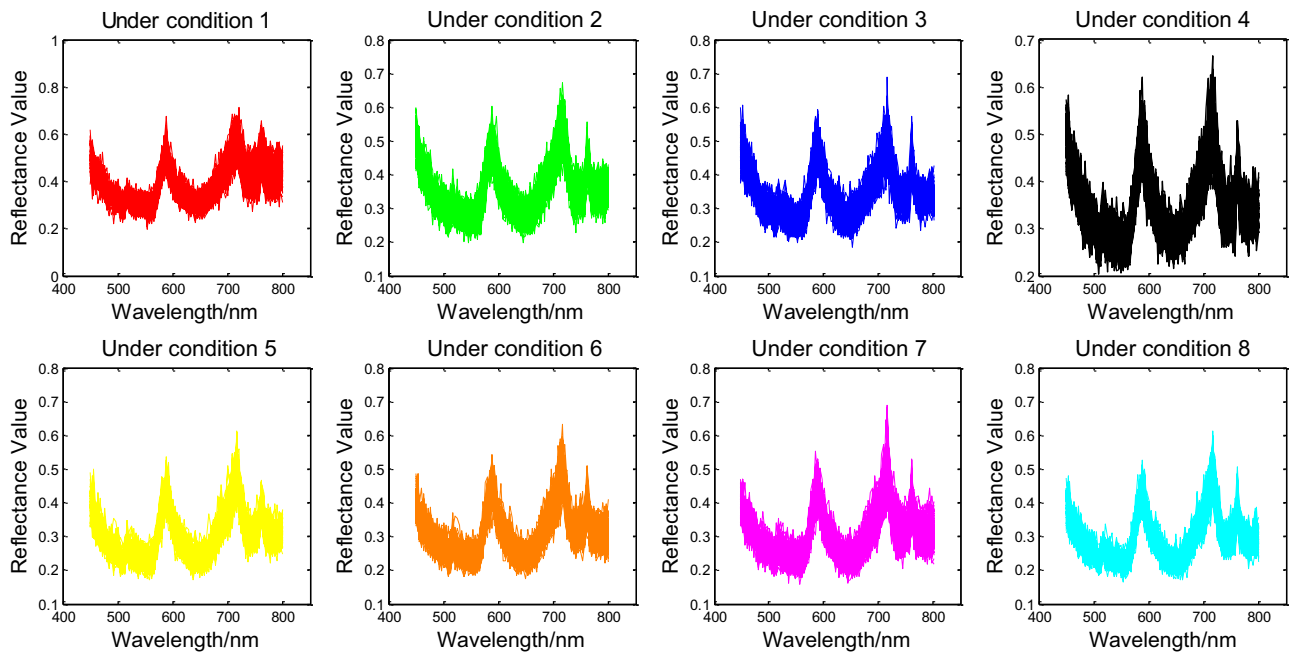 Under condition 1
Under condition 2
Under condition 3
Under condition 4
1
0.8
0.6
0.4
0.2
0
Reflectance Value
400 500 600 700 800
Wavelength/nm
0.8
0.7
0.6
0.5
0.4
0.3
0.2
0.1
Reflectance Value
400 500 600 700 800
Wavelength/nm
0.8
0.7
0.6
0.5
0.4
0.3
0.2
0.1
Reflectance Value
400 500 600 700 800
Wavelength/nm
0.7
0.6
0.5
0.4
0.3
0.2
Reflectance Value
400 500 600 700 800
Wavelength/nm
Under condition 5
Under condition 6
Under condition 7
Under condition 8
0.8
0.7
0.6
0.5
0.4
0.3
0.2
0.1
Reflectance Value
400 500 600 700 800
Wavelength/nm
0.8
0.7
0.6
0.5
0.4
0.3
0.2
0.1
Reflectance Value
400 500 600 700 800
Wavelength/nm
0.8
0.7
0.6
0.5
0.4
0.3
0.2
0.1
Reflectance Value
400 500 600 700 800
Wavelength/nm
0.8
0.7
0.6
0.5
0.4
0.3
0.2
0.1
Reflectance Value
400 500 600 700 800
Wavelength/nm